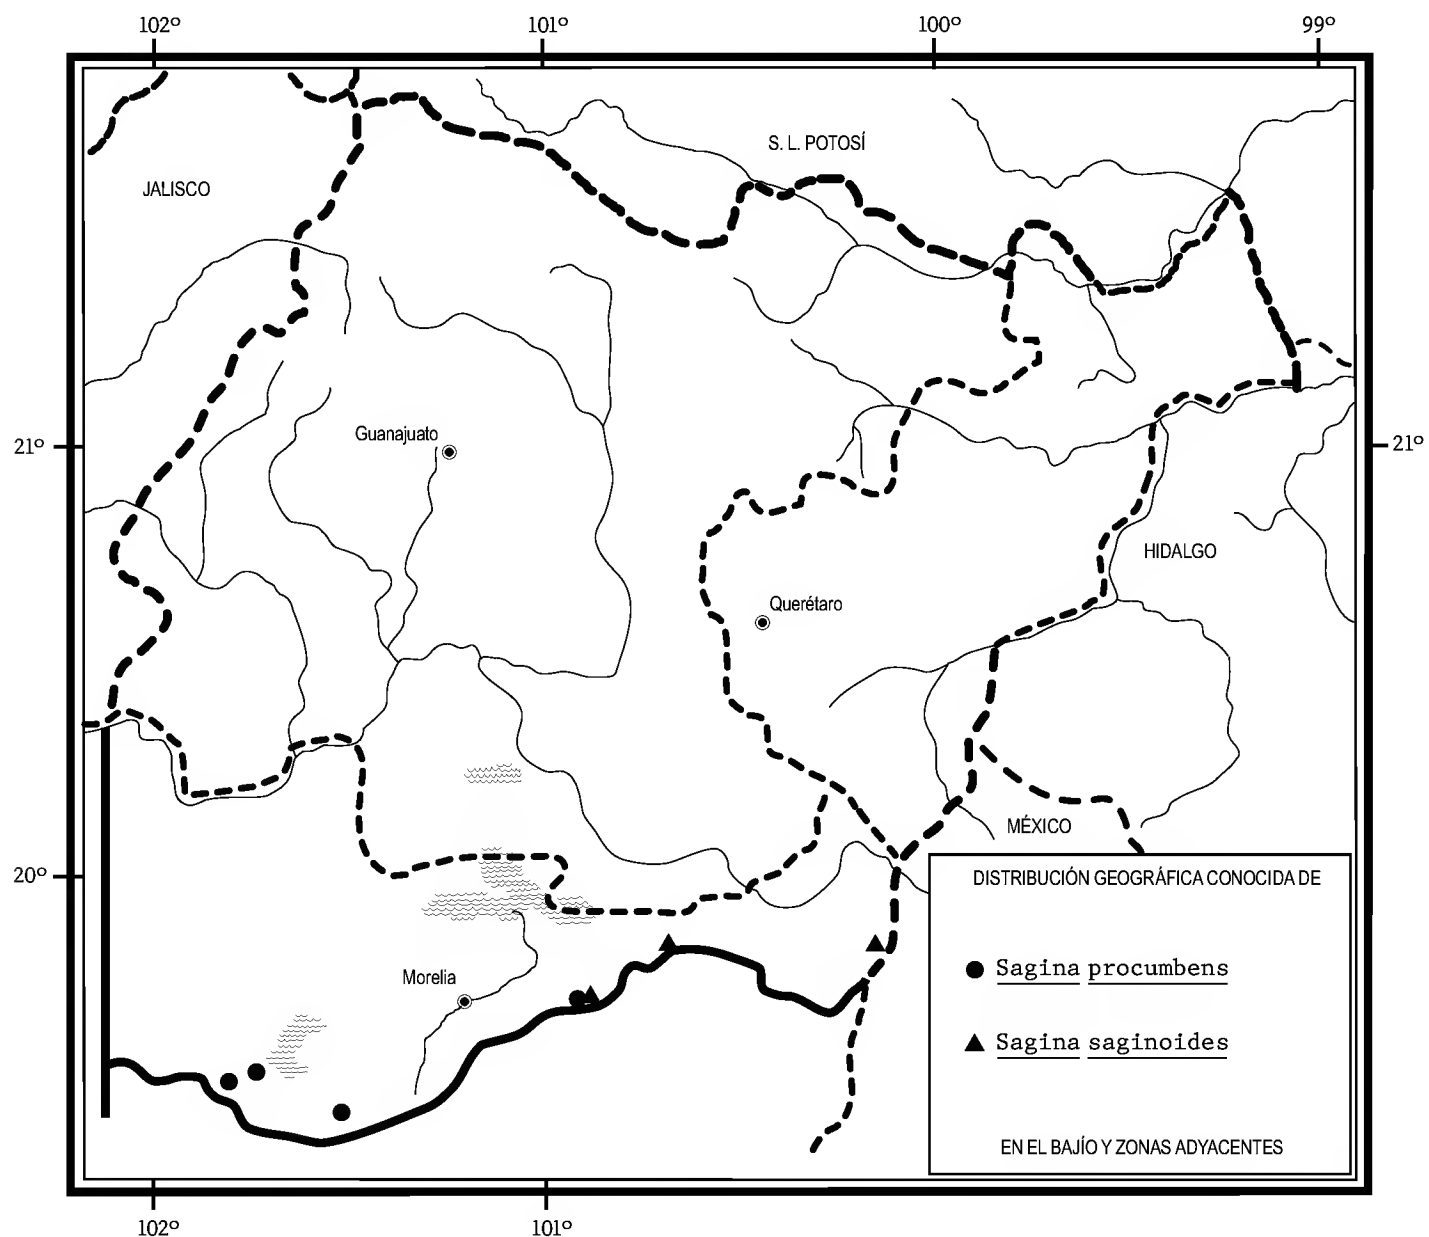 102º 101º 100º 99º
S. L. POTOSÍ
JALISCO
Guanajuato
21º 21º
HIDALGO
Querétaro
MÉXICO
20º
DISTRIBUCIÓN GEOGRÁFICA CONOCIDA DE
Sagina procumbens
Morelia
Sagina saginoides
EN EL BAJÍO Y ZONAS ADYACENTES
102º 101º